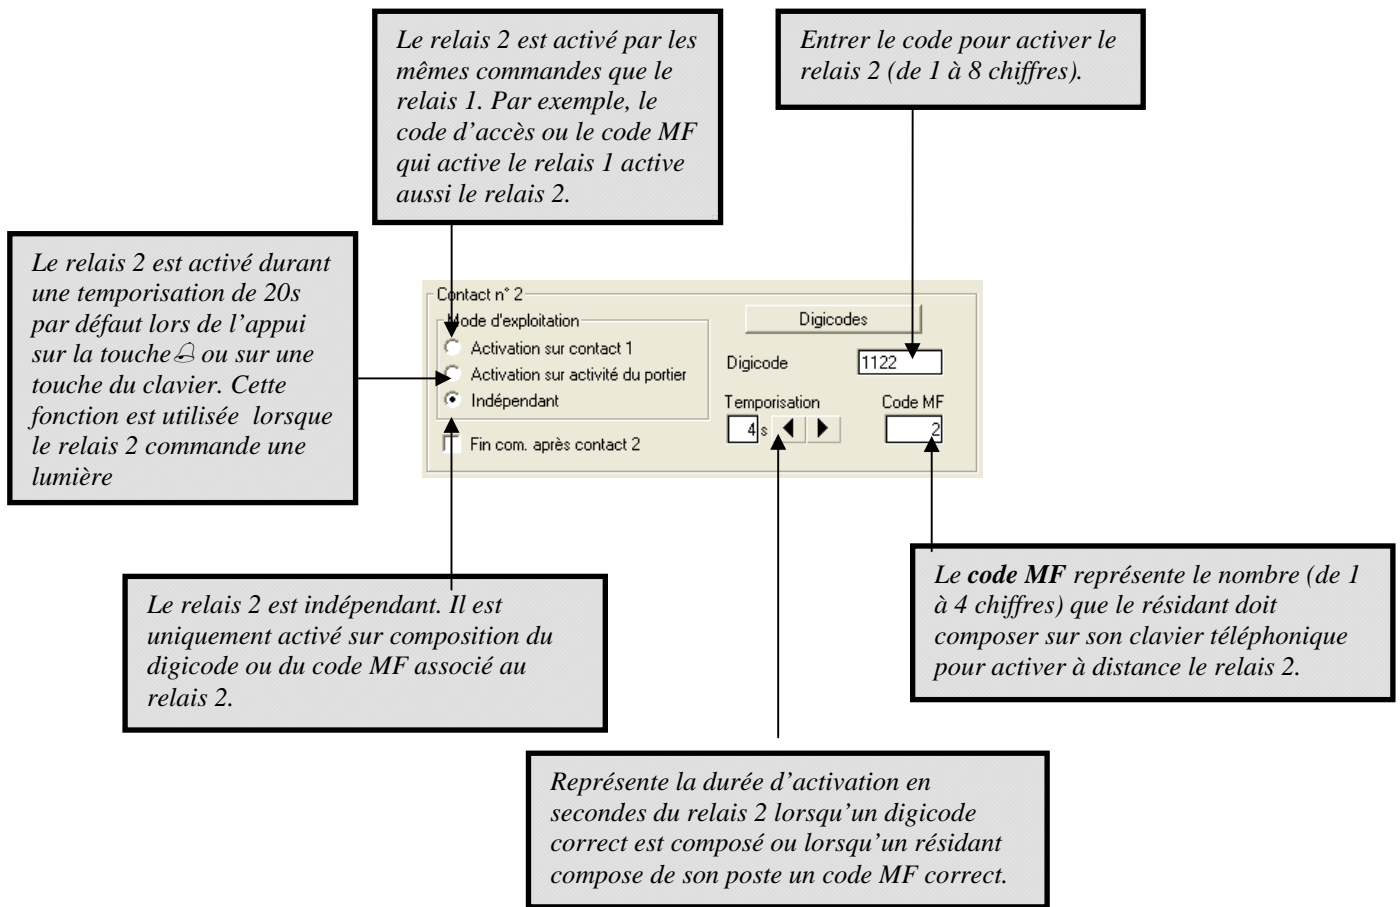 Le relais 2 est activé par les
mêmes commandes que le
relais 1. Par exemple, le
code d'accès ou le code MF
qui active le relais 1 active
aussi le relais 2.
Entrer le code pour activer le
relais 2 (de 1 à 8 chiffres).
Le relais 2 est activé durant
une temporisation de 20s
par défaut lors de l'appui
sur la touche ou sur une
touche du clavier. Cette
fonction est utilisée lorsque
le relais 2 commande une
lumière
Contact n° 2
Mode d'exploitation
Activation sur contact 1
Activation sur activité du portier
Indépendant
Fin com. après contact 2
Digicodes
Digicode 1122
Temporisation Code MF
4 s 2
Le relais 2 est indépendant. Il est
uniquement activé sur composition du
digicode ou du code MF associé au
relais 2.
Le code MF représente le nombre (de 1
à 4 chiffres) que le résidant doit
composer sur son clavier téléphonique
pour activer à distance le relais 2.
Représente la durée d'activation en
secondes du relais 2 lorsqu'un digicode
correct est composé ou lorsqu'un résidant
compose de son poste un code MF correct.